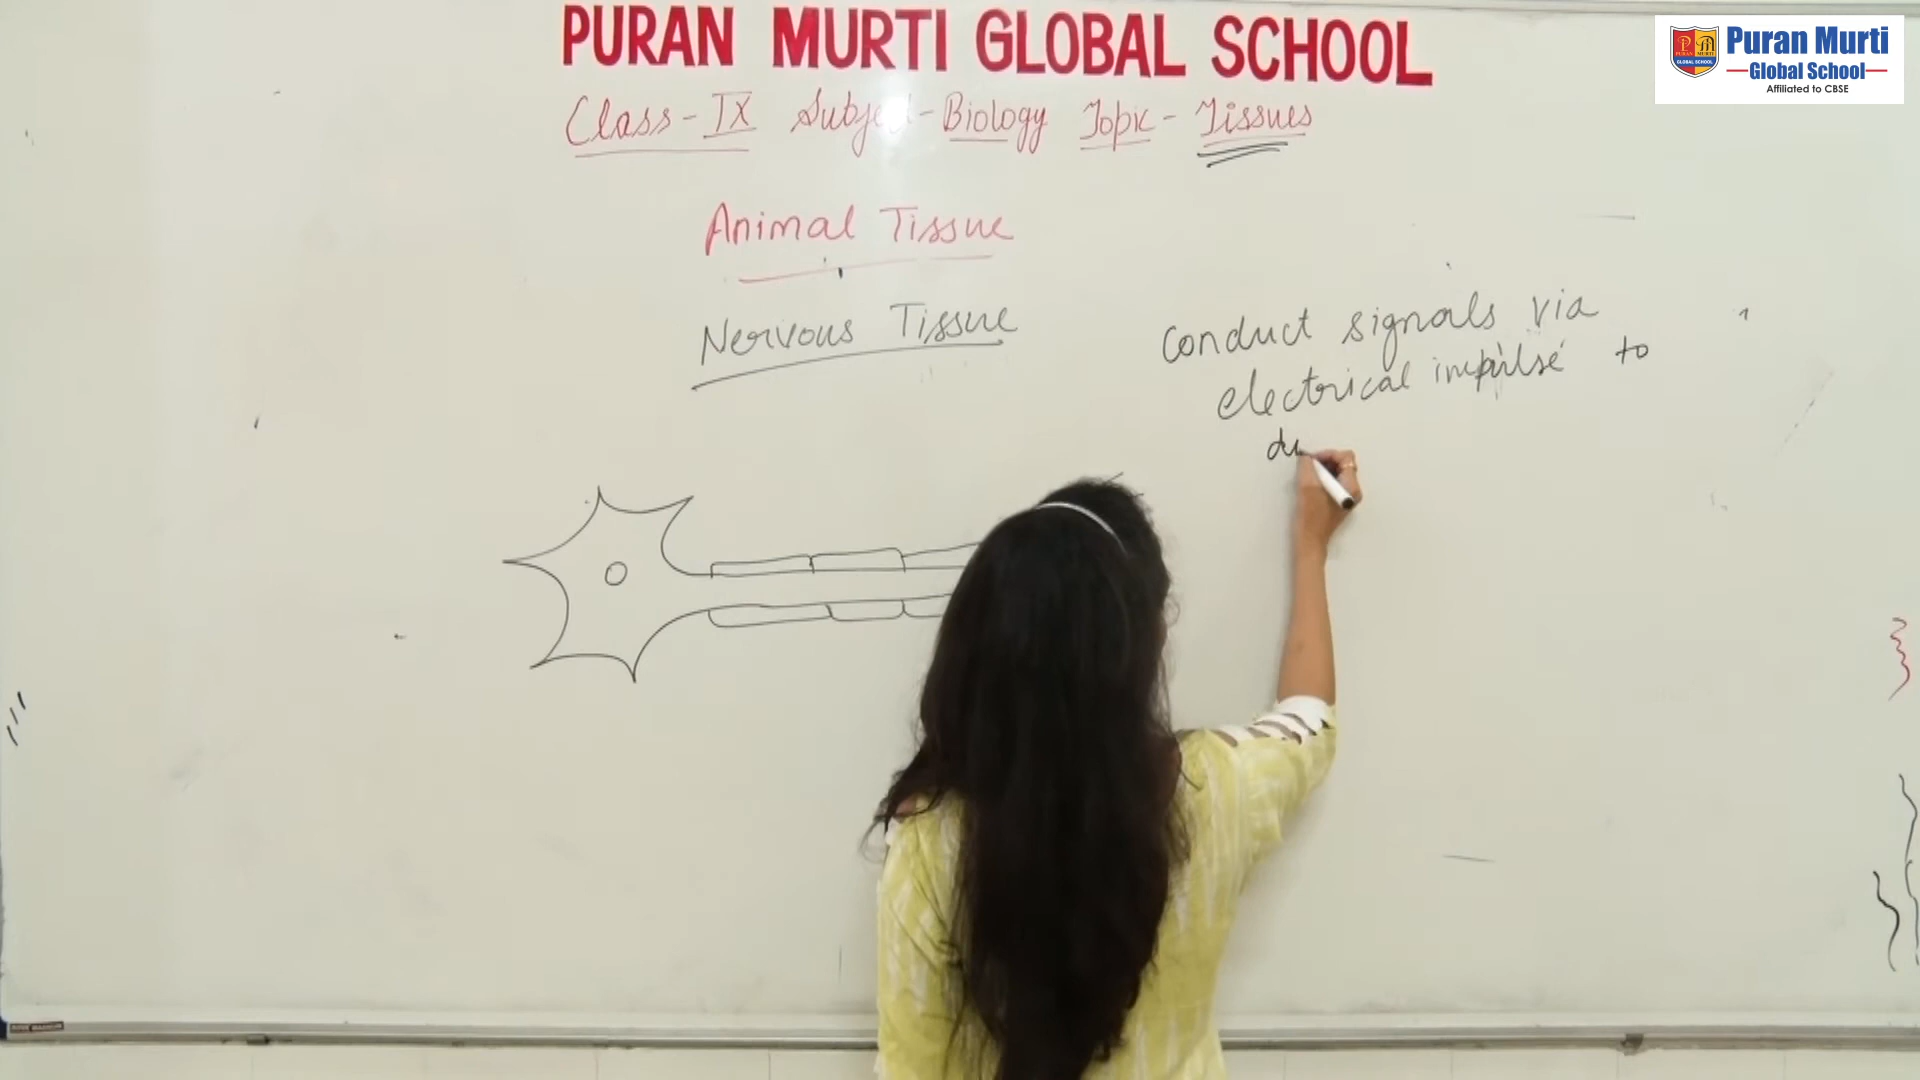 PURAN MURTI GLOBAL SCHOOL
Puran Murti
Global School
Affiliated to CBSE
Class-IX Subject-Biology Topic-Tissues
Animal Tissue
Nervous Tissue
Conduct signals via
electrical impulse to